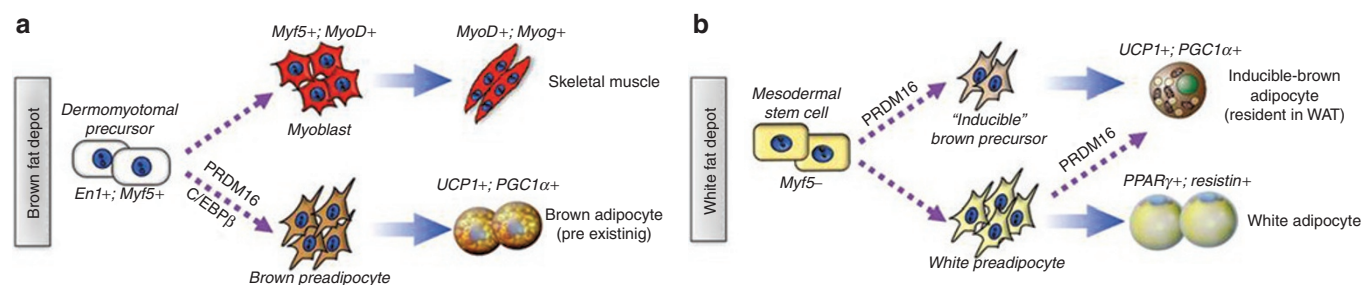 a
Brown fat depot
Dermomyotomal
precursor
En1+; Myf5+
Myf5+; MyoD+
Myoblast
MyoD+; Myog+
Skeletal muscle
PRDM16
C/EBPβ
Brown preadipocyte
UCP1+; PGC1α+
Brown adipocyte
(pre existinig)
b
White fat depot
Mesodermal
stem cell
Myf5–
PRDM16
“Inducible”
brown precursor
UCP1+; PGC1α+
Inducible-brown
adipocyte
(resident in WAT)
PRDM16
White preadipocyte
PPARγ+; resistin+
White adipocyte